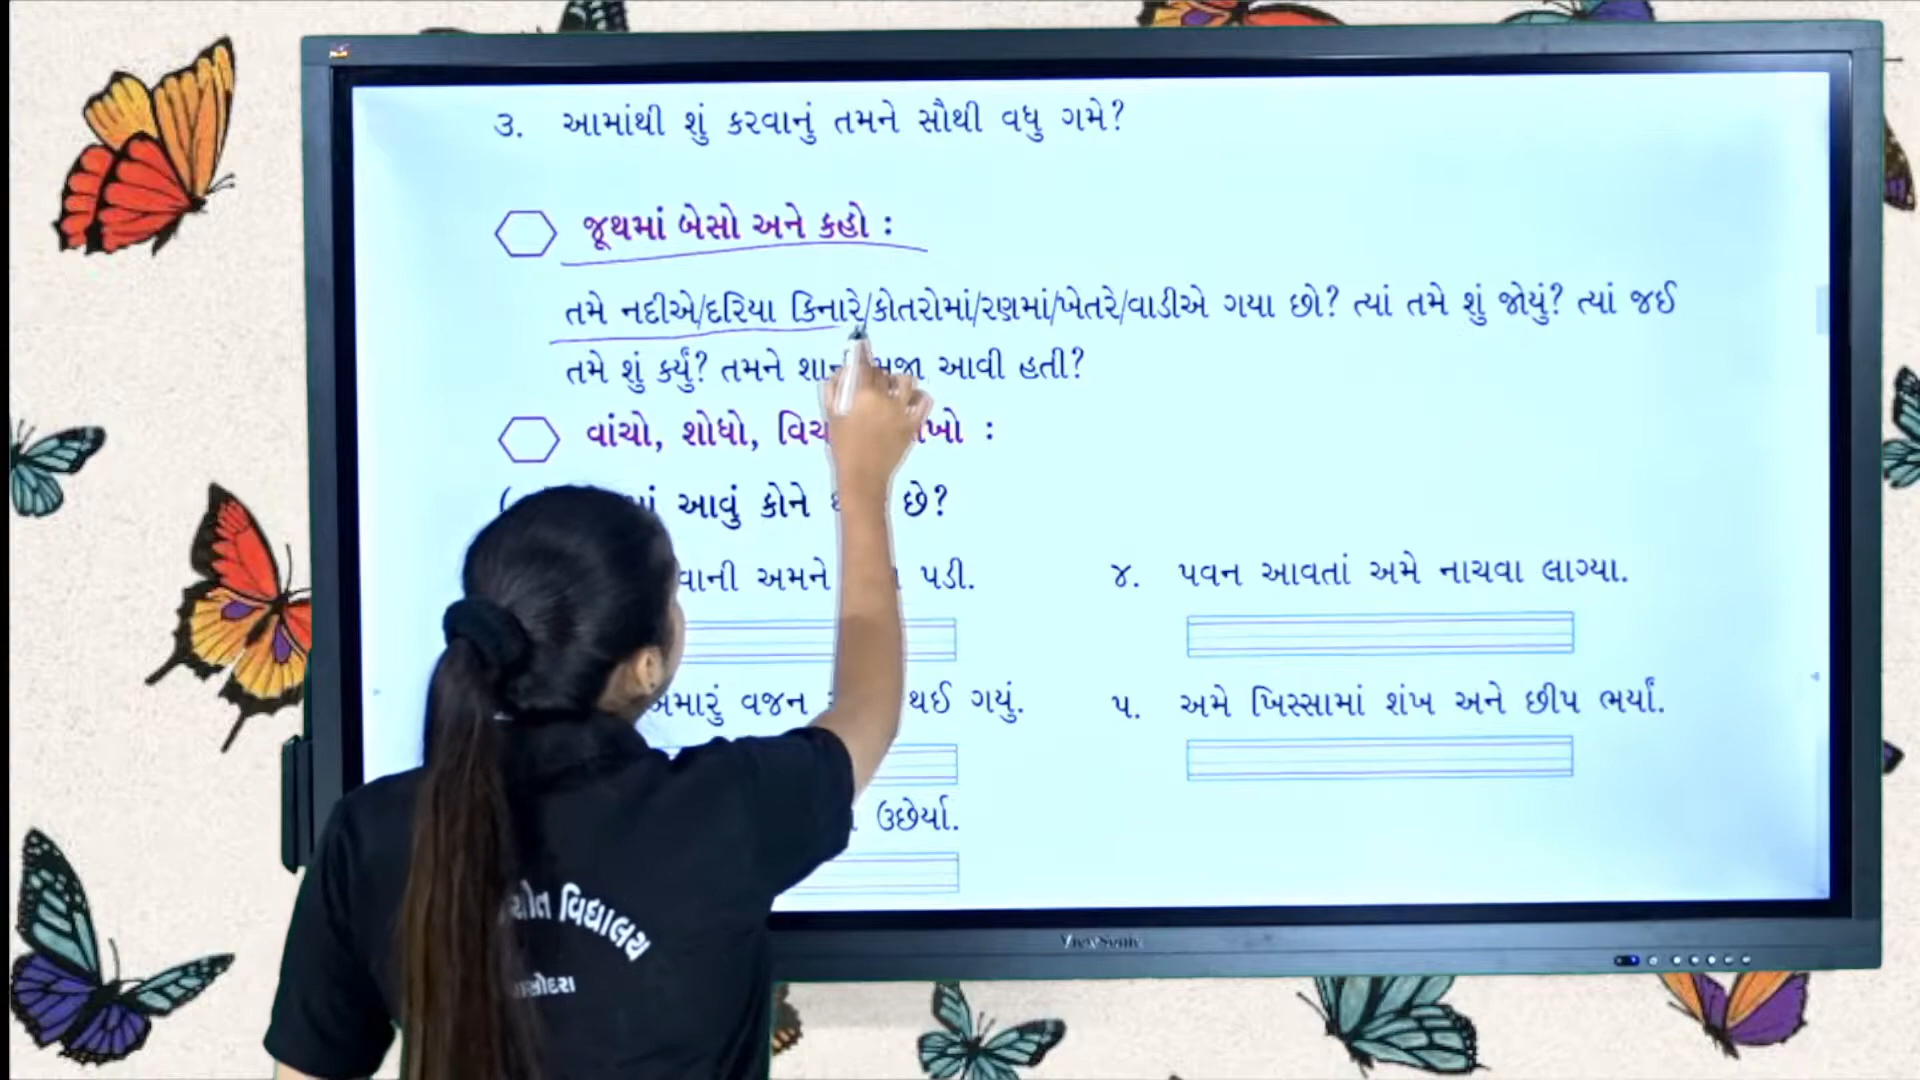 ૩. આમાંથી શું કરવાનું તમને સૌથી વધુ ગમે?
જૂથમાં બેસો અને કહો :
તમે નદીએ/દરિયા કિનારે/કોતરોમાં/રણમાં/ખેતરે/વાડીએ ગયા છો? ત્યાં તમે શું જોયું? ત્યાં જઈ
તમે શું કર્યું? તમને મજા આવી હતી?
વાંચો, શોધો, :
આવું કોને છે?
અમને પડી.
૪. પવન આવતાં અમે નાચવા લાગ્યા.
અમારું વજન થઈ ગયું.
૫. અમે ખિસ્સામાં શંખ અને છીપ ભર્યાં.
ઉછેર્યા.
વિદ્યાલય
ViewSonic